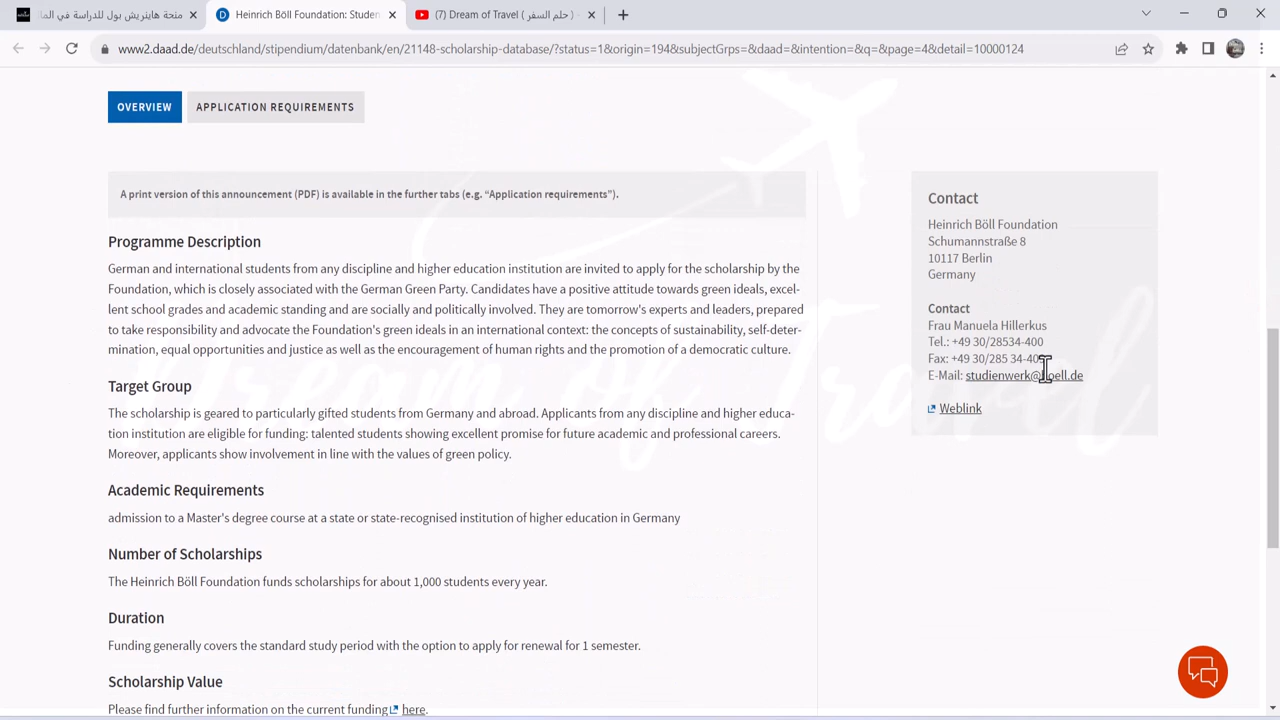 منحة هاينريش بول للدراسة في الما
Heinrich Böll Foundation: Studen
(7) Dream of Travel ( حلم السفر ) -
www2.daad.de/deutschland/stipendium/datenbank/en/21148-scholarship-database/?status=1&origin=194&subjectGrps=&daad=&intention=&q=&page=4&detail=10000124
OVERVIEW
APPLICATION REQUIREMENTS
A print version of this announcement (PDF) is available in the further tabs (e.g. “Application requirements”).
Programme Description
German and international students from any discipline and higher education institution are invited to apply for the scholarship by the
Foundation, which is closely associated with the German Green Party. Candidates have a positive attitude towards green ideals, excel-
lent school grades and academic standing and are socially and politically involved. They are tomorrow's experts and leaders, prepared
to take responsibility and advocate the Foundation's green ideals in an international context: the concepts of sustainability, self-deter-
mination, equal opportunities and justice as well as the encouragement of human rights and the promotion of a democratic culture.
Target Group
The scholarship is geared to particularly gifted students from Germany and abroad. Applicants from any discipline and higher educa-
tion institution are eligible for funding: talented students showing excellent promise for future academic and professional careers.
Moreover, applicants show involvement in line with the values of green policy.
Academic Requirements
admission to a Master's degree course at a state or state-recognised institution of higher education in Germany
Number of Scholarships
The Heinrich Böll Foundation funds scholarships for about 1,000 students every year.
Duration
Funding generally covers the standard study period with the option to apply for renewal for 1 semester.
Scholarship Value
Please find further information on the current funding here.
Contact
Heinrich Böll Foundation
Schumannstraße 8
10117 Berlin
Germany
Contact
Frau Manuela Hillerkus
Tel.: +49 30/28534-400
Fax: +49 30/285 34-40
E-Mail: studienwerk@boell.de
Weblink
Dream of Travel